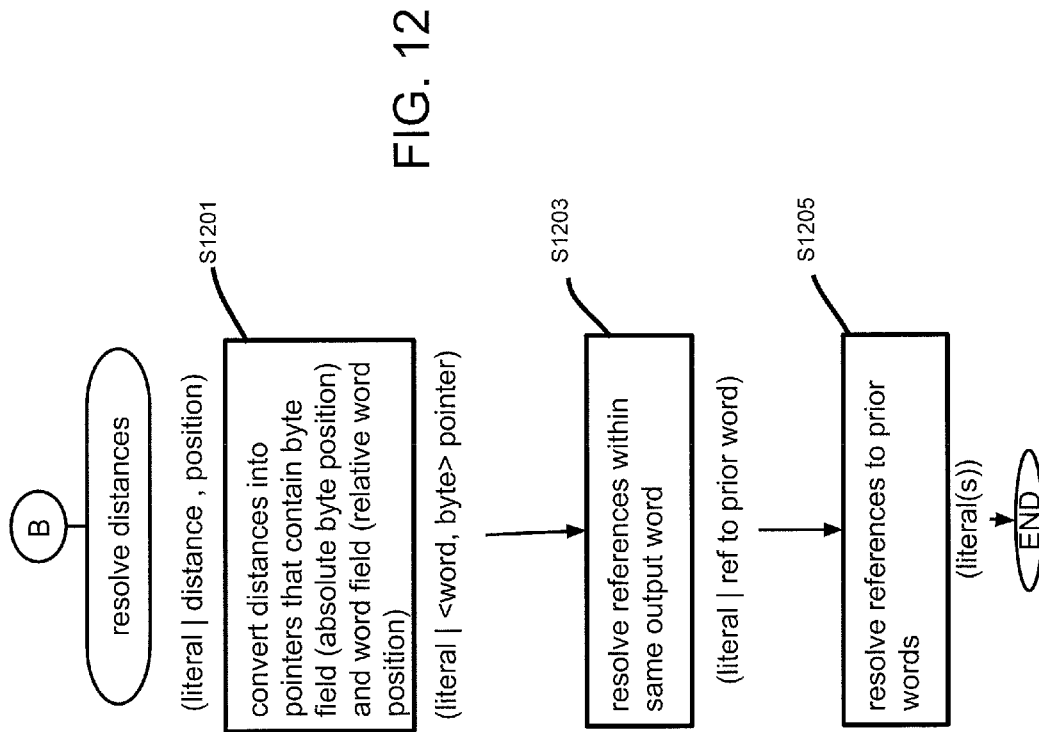 B
resolve distances
(literal | distance , position)
S1201
convert distances into
pointers that contain byte
field (absolute byte position)
and word field (relative word
position)
(literal | <word, byte> pointer)
S1203
resolve references within
same output word
(literal | ref to prior word)
S1205
resolve references to prior
words
(literal(s))
END
FIG. 12